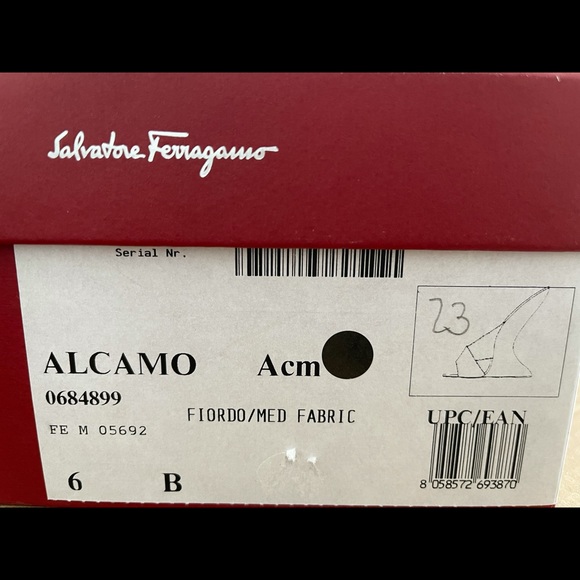 Salvatore Ferragamo
Serial Nr.
23
ALCAMO Acm
0684899
FIORDO/MED FABRIC
UPC/EAN
FE M 05692
6 B
8 058572 693870